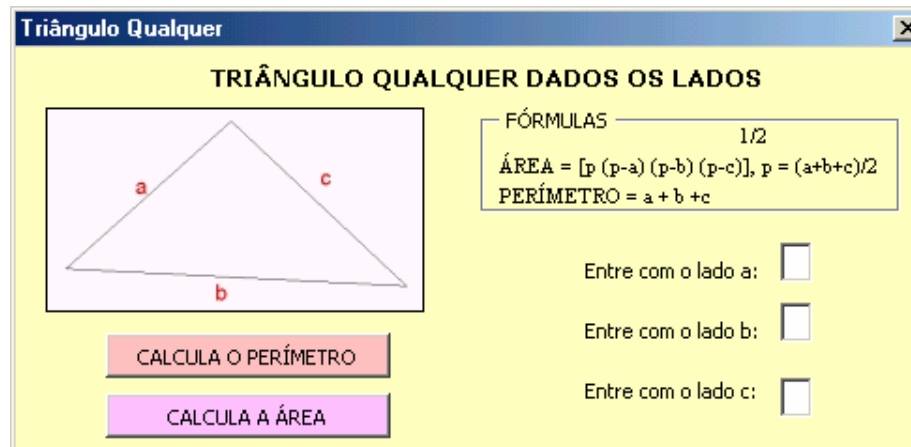 Triângulo Qualquer
TRIÂNGULO QUALQUER DADOS OS LADOS
a
c
b
FÓRMULAS
1/2
ÁREA = [p (p-a) (p-b) (p-c)], p = (a+b+c)/2
PERÍMETRO = a + b +c
Entre com o lado a:
Entre com o lado b:
Entre com o lado c:
CALCULA O PERÍMETRO
CALCULA A ÁREA